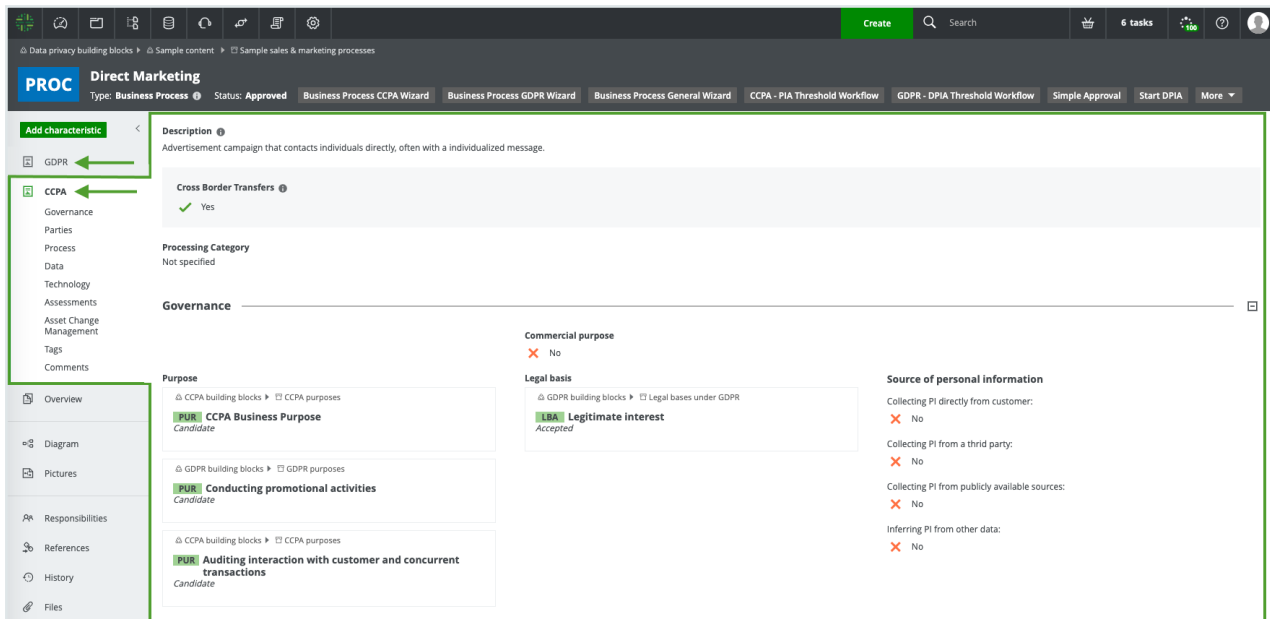 Create
Search
6 tasks
100
Data privacy building blocks
Sample content
Sample sales & marketing processes
PROC
Direct Marketing
Type: Business Process
Status: Approved
Business Process CCPA Wizard
Business Process GDPR Wizard
Business Process General Wizard
CCPA - PIA Threshold Workflow
GDPR - DPIA Threshold Workflow
Simple Approval
Start DPIA
More
Add characteristic
GDPR
CCPA
Governance
Parties
Process
Data
Technology
Assessments
Asset Change
Management
Tags
Comments
Overview
Diagram
Pictures
Responsibilities
References
History
Files
Description
Advertisement campaign that contacts individuals directly, often with a individualized message.
Cross Border Transfers
Yes
Processing Category
Not specified
Governance
Commercial purpose
No
Purpose
CCPA building blocks
CCPA purposes
PUR CCPA Business Purpose
Candidate
GDPR building blocks
GDPR purposes
PUR Conducting promotional activities
Candidate
CCPA building blocks
CCPA purposes
PUR Auditing interaction with customer and concurrent
transactions
Candidate
Legal basis
GDPR building blocks
Legal bases under GDPR
LBA Legitimate interest
Accepted
Source of personal information
Collecting PI directly from customer:
No
Collecting PI from a thrid party:
No
Collecting PI from publicly available sources:
No
Inferring PI from other data:
No